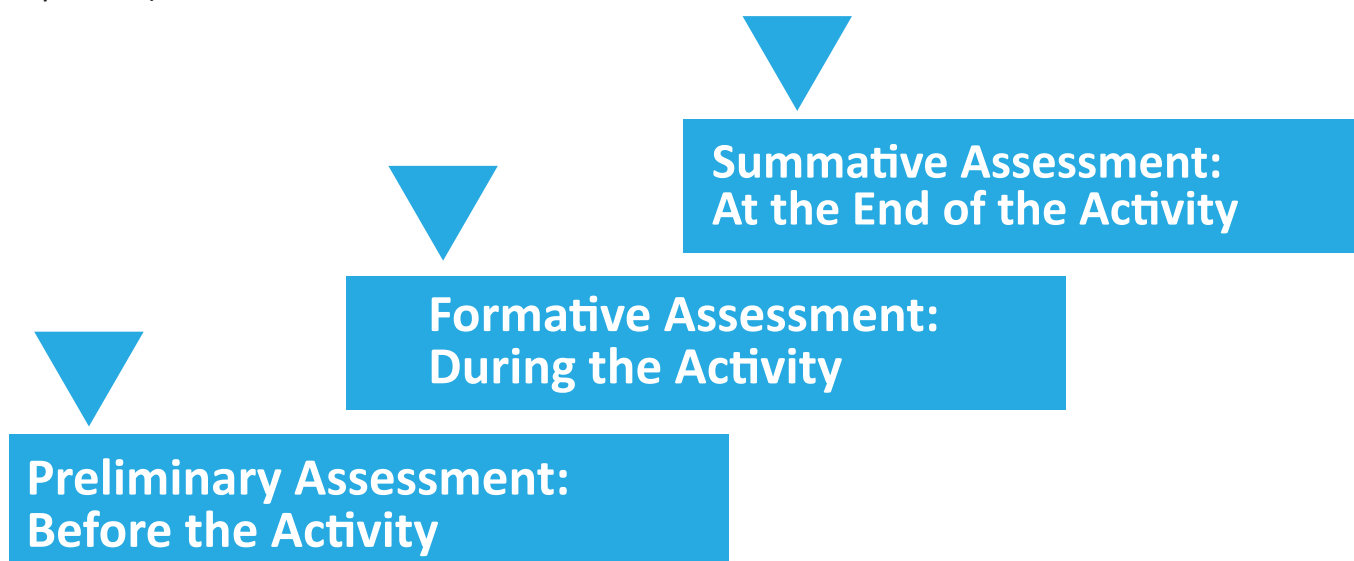 Summative Assessment:
At the End of the Activity
Formative Assessment:
During the Activity
Preliminary Assessment:
Before the Activity